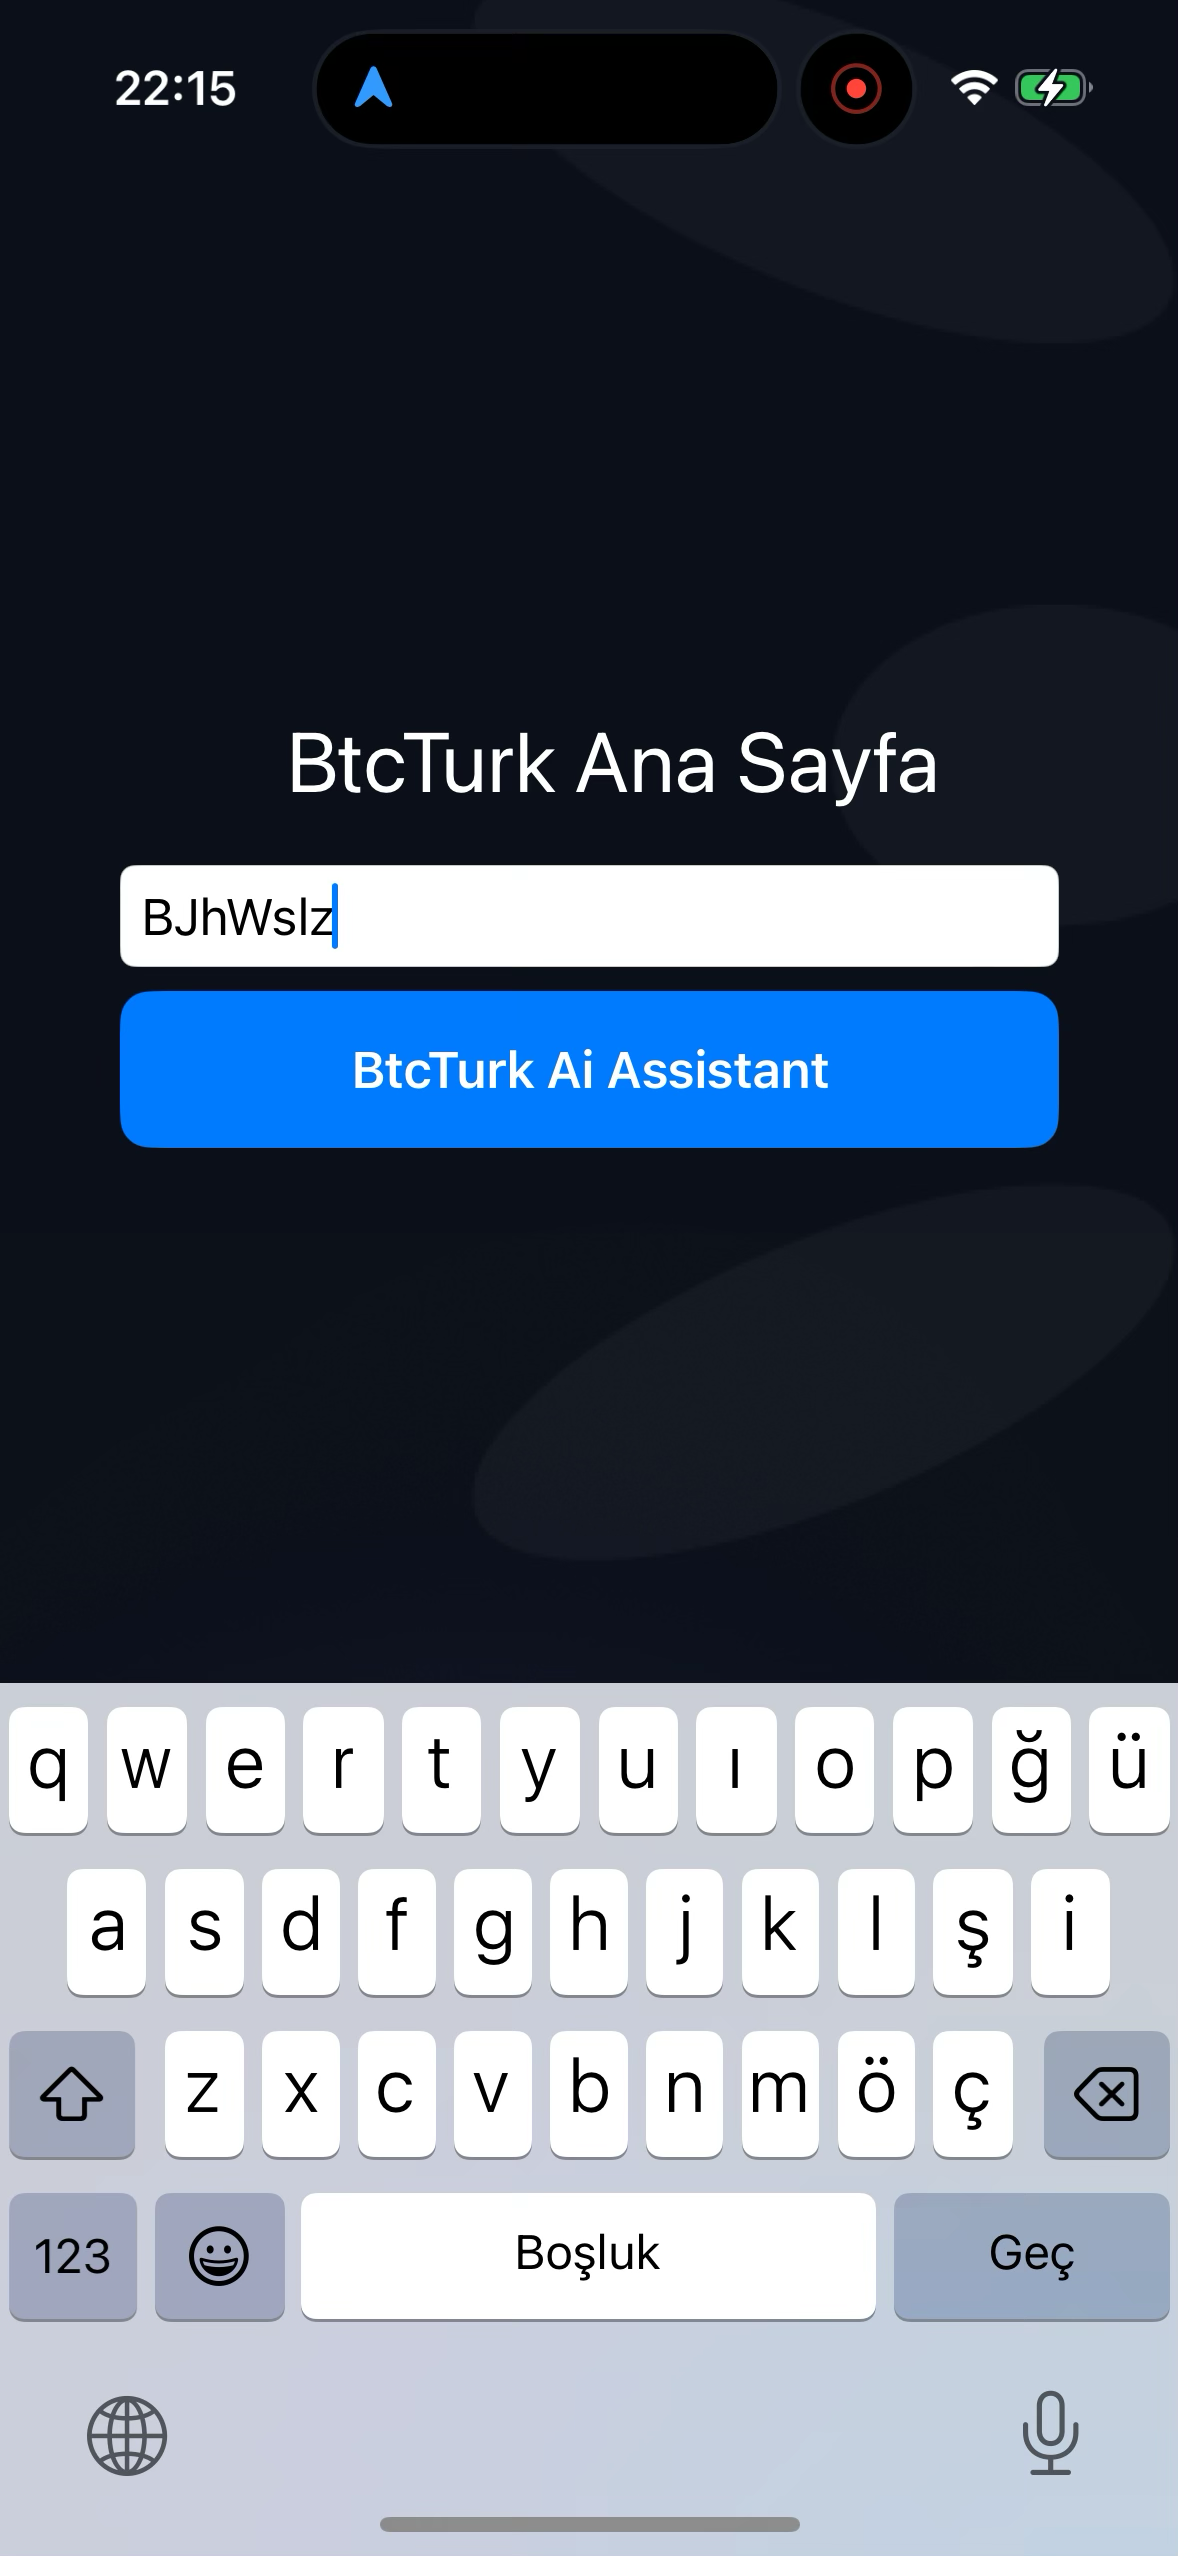 22:15
BtcTurk Ana Sayfa
BJhWslz
BtcTurk Ai Assistant
q w e r t y u ı o p ğ ü
a s d f g h j k l ş i
z x c v b n m ö ç
123 Boşluk Geç